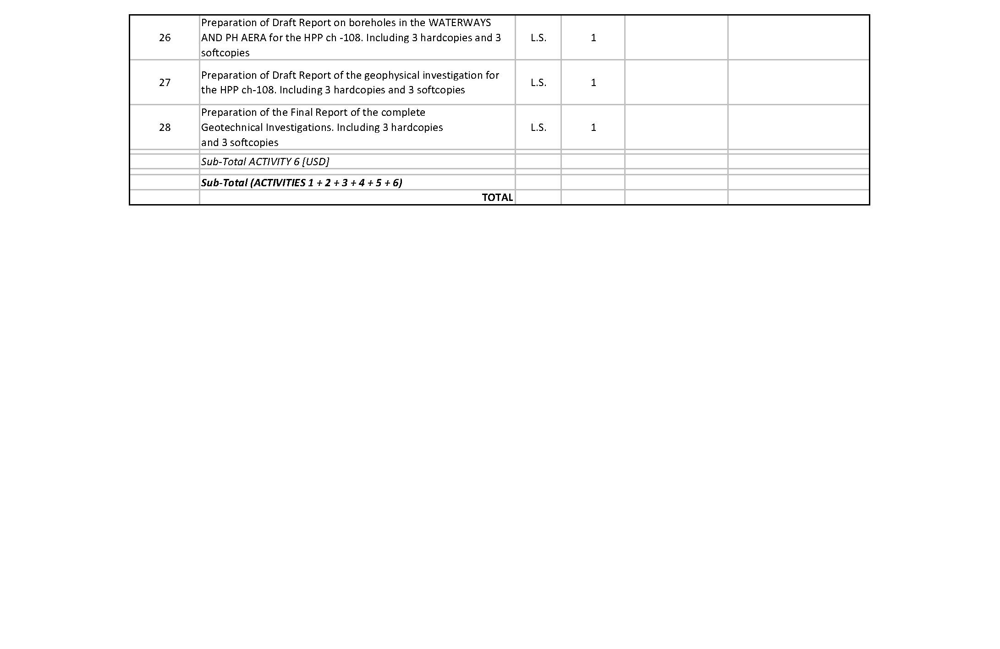 Preparation of Draft Report on boreholes in the WATERWAYS
26 AND PH AERA for the HPP ch -108. Including 3 hardcopies and 3 L.S. 1
softcopies
Preparation of Draft Report of the geophysical investigation for
27 L.S. 1
the HPP ch-108. Including 3 hardcopies and 3 softcopies
Preparation of the Final Report of the complete
28 Geotechnical Investigations. Including 3 hardcopies L.S. 1
and 3 softcopies
Sub-Total ACTIVITY 6 [USD]
Sub-Total (ACTIVITIES 1 + 2 + 3 + 4 + 5 + 6)
TOTAL